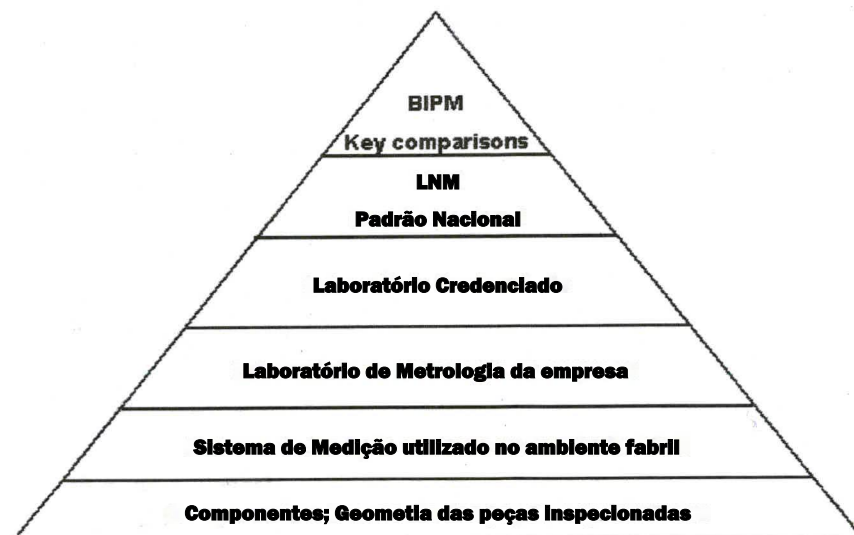 BIPM
Key comparisons
LNM
Padrão Nacional
Laboratório Credenciado
Laboratório de Metrologia da empresa
Sistema de Medição utilizado no ambiente fabril
Componentes; Geometia das peças inspecionadas